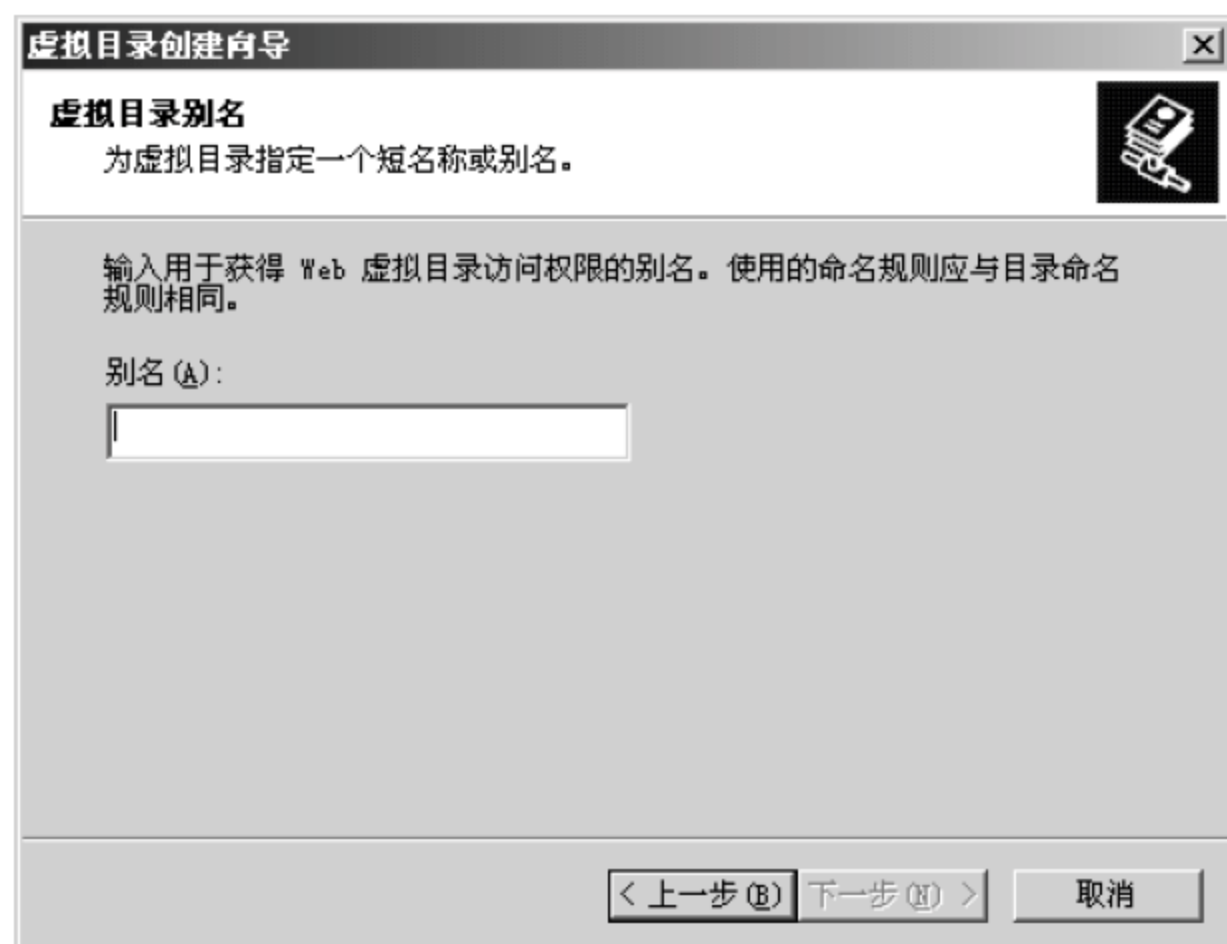 虚拟目录创建向导
虚拟目录别名
为虚拟目录指定一个短名称或别名。
输入用于获得 Web 虚拟目录访问权限的别名。使用的命名规则应与目录命名
规则相同。
别名(A):
< 上一步(B) 下一步(N) > 取消